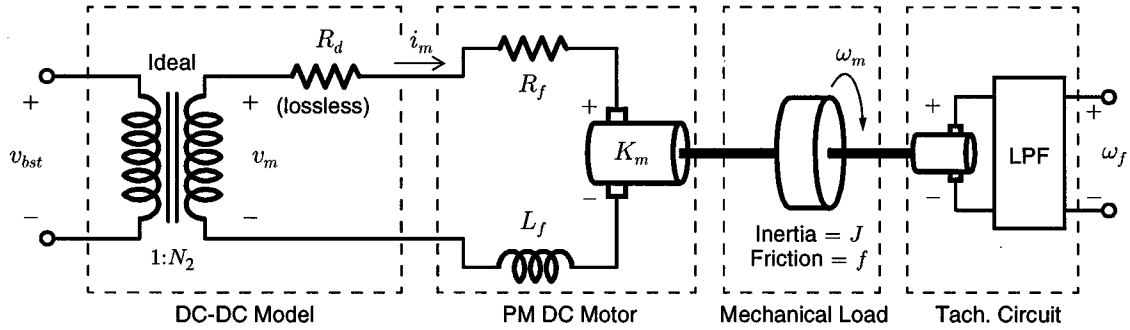 Ideal
R_d
(lossless)
i_m
R_f
ω_m
+
v_bst
−
+
v_m
−
+
K_m
−
L_f
1:N_2
Inertia = J
Friction = f
+
−
LPF
+
ω_f
−
DC-DC Model
PM DC Motor
Mechanical Load
Tach. Circuit